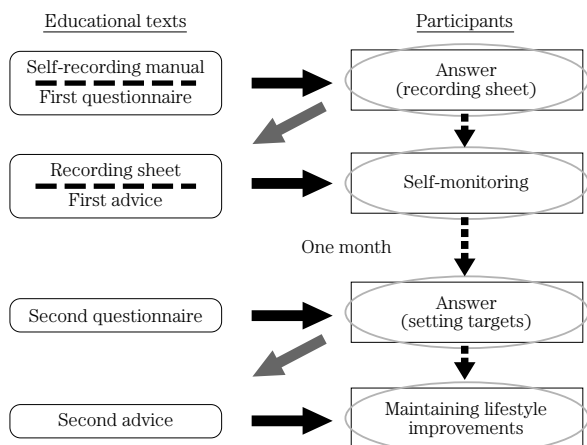 Educational texts
Participants
Self-recording manual
First questionnaire
Answer
(recording sheet)
Recording sheet
First advice
Self-monitoring
One month
Second questionnaire
Answer
(setting targets)
Second advice
Maintaining lifestyle
improvements